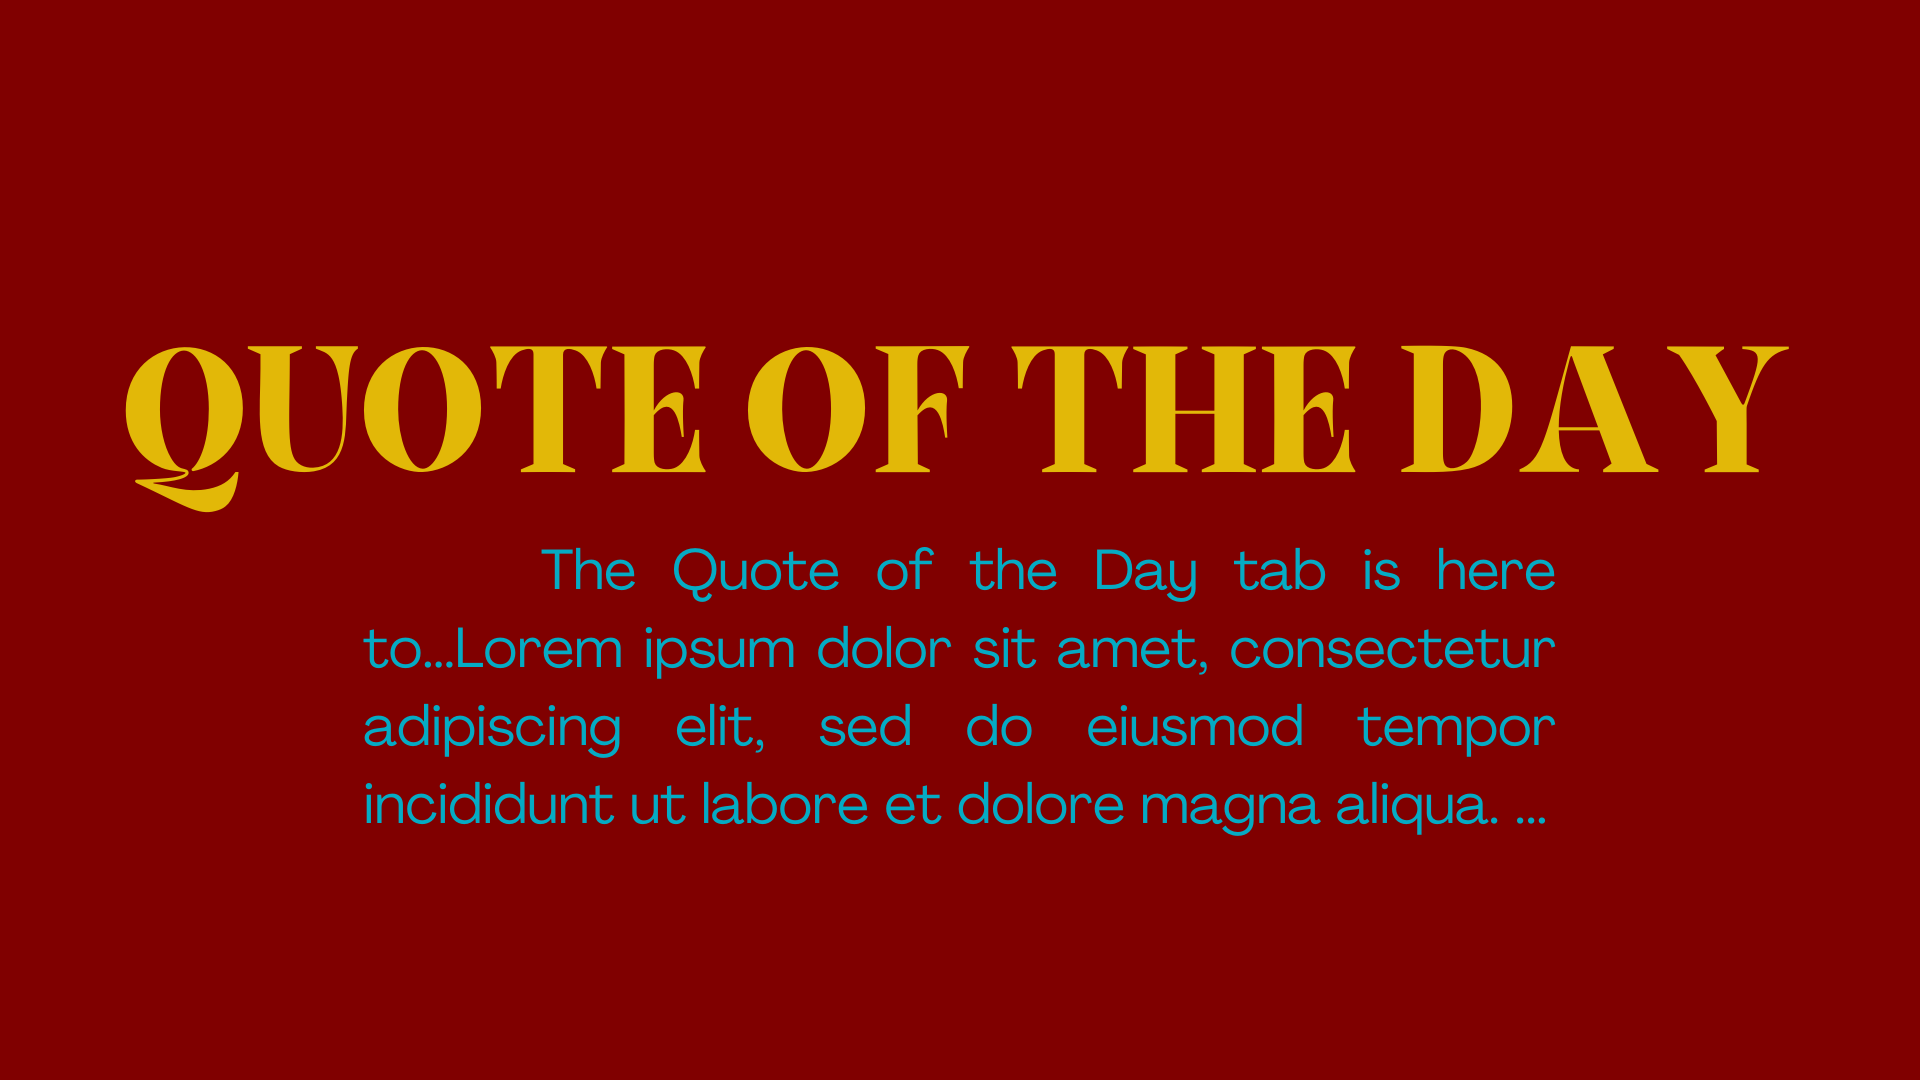 QUOTE OF THE DAY
The Quote of the Day tab is here
to...Lorem ipsum dolor sit amet, consectetur
adipiscing elit, sed do eiusmod tempor
incididunt ut labore et dolore magna aliqua. ...